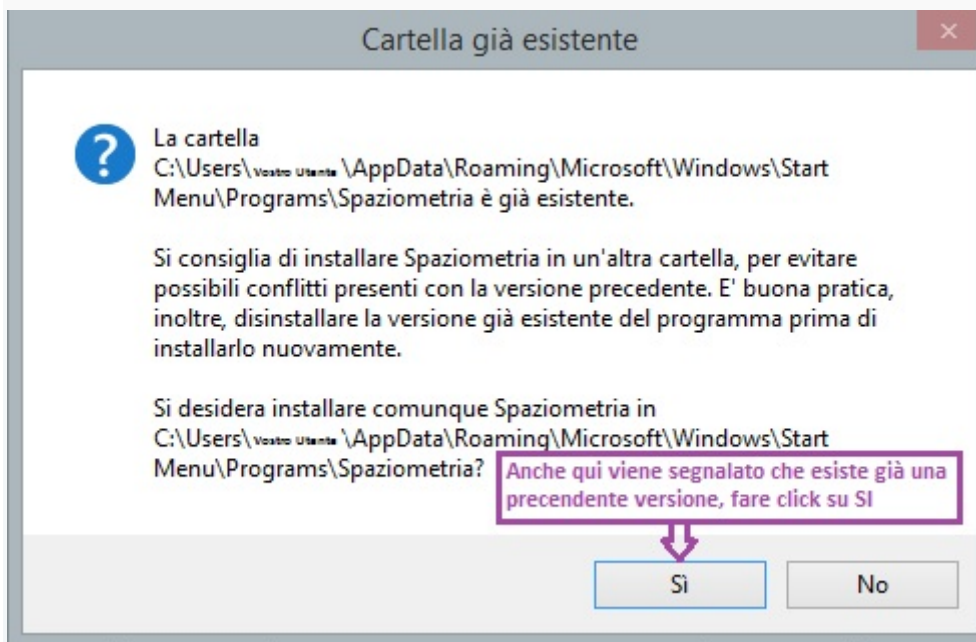 Cartella già esistente
La cartella
C:\Users\Vostro Utente\AppData\Roaming\Microsoft\Windows\Start
Menu\Programs\Spaziometria è già esistente.
Si consiglia di installare Spaziometria in un'altra cartella, per evitare
possibili conflitti presenti con la versione precedente. E' buona pratica,
inoltre, disinstallare la versione già esistente del programma prima di
installarlo nuovamente.
Si desidera installare comunque Spaziometria in
C:\Users\Vostro Utente\AppData\Roaming\Microsoft\Windows\Start
Menu\Programs\Spaziometria?
Anche qui viene segnalato che esiste già una
precendente versione, fare click su SI
Sì
No